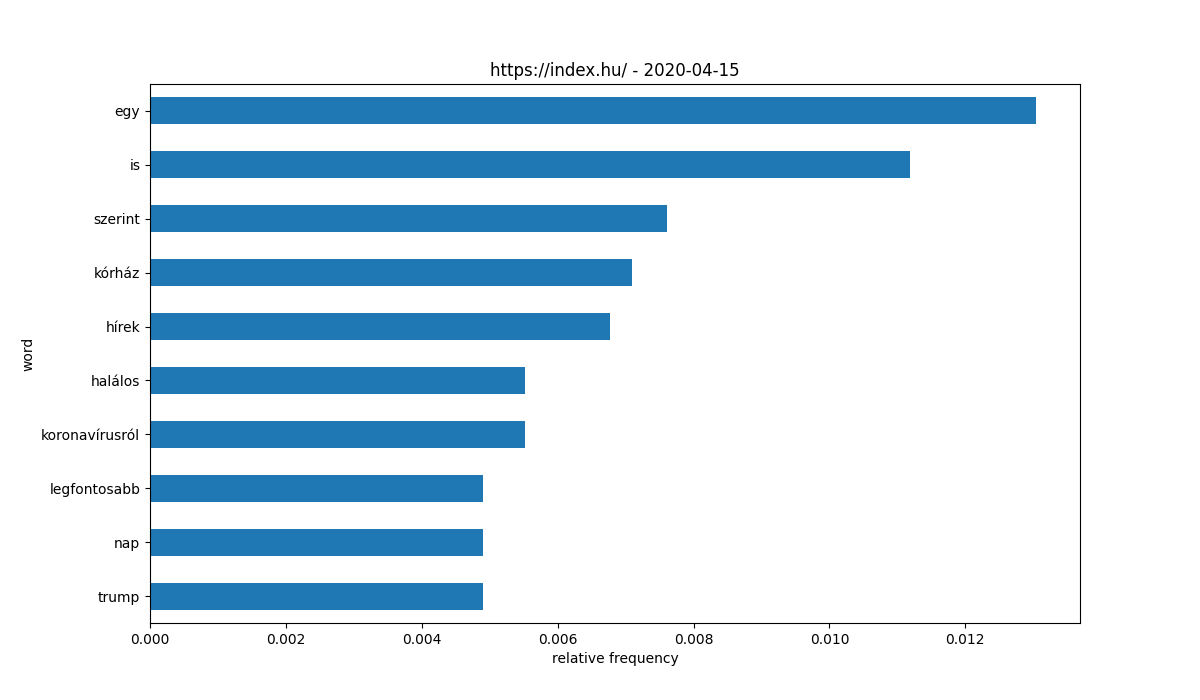 https://index.hu/ - 2020-04-15
egy
is
szerint
kórház
hírek
halálos
koronavírusról
legfontosabb
nap
trump
word
0.000 0.002 0.004 0.006 0.008 0.010 0.012
relative frequency